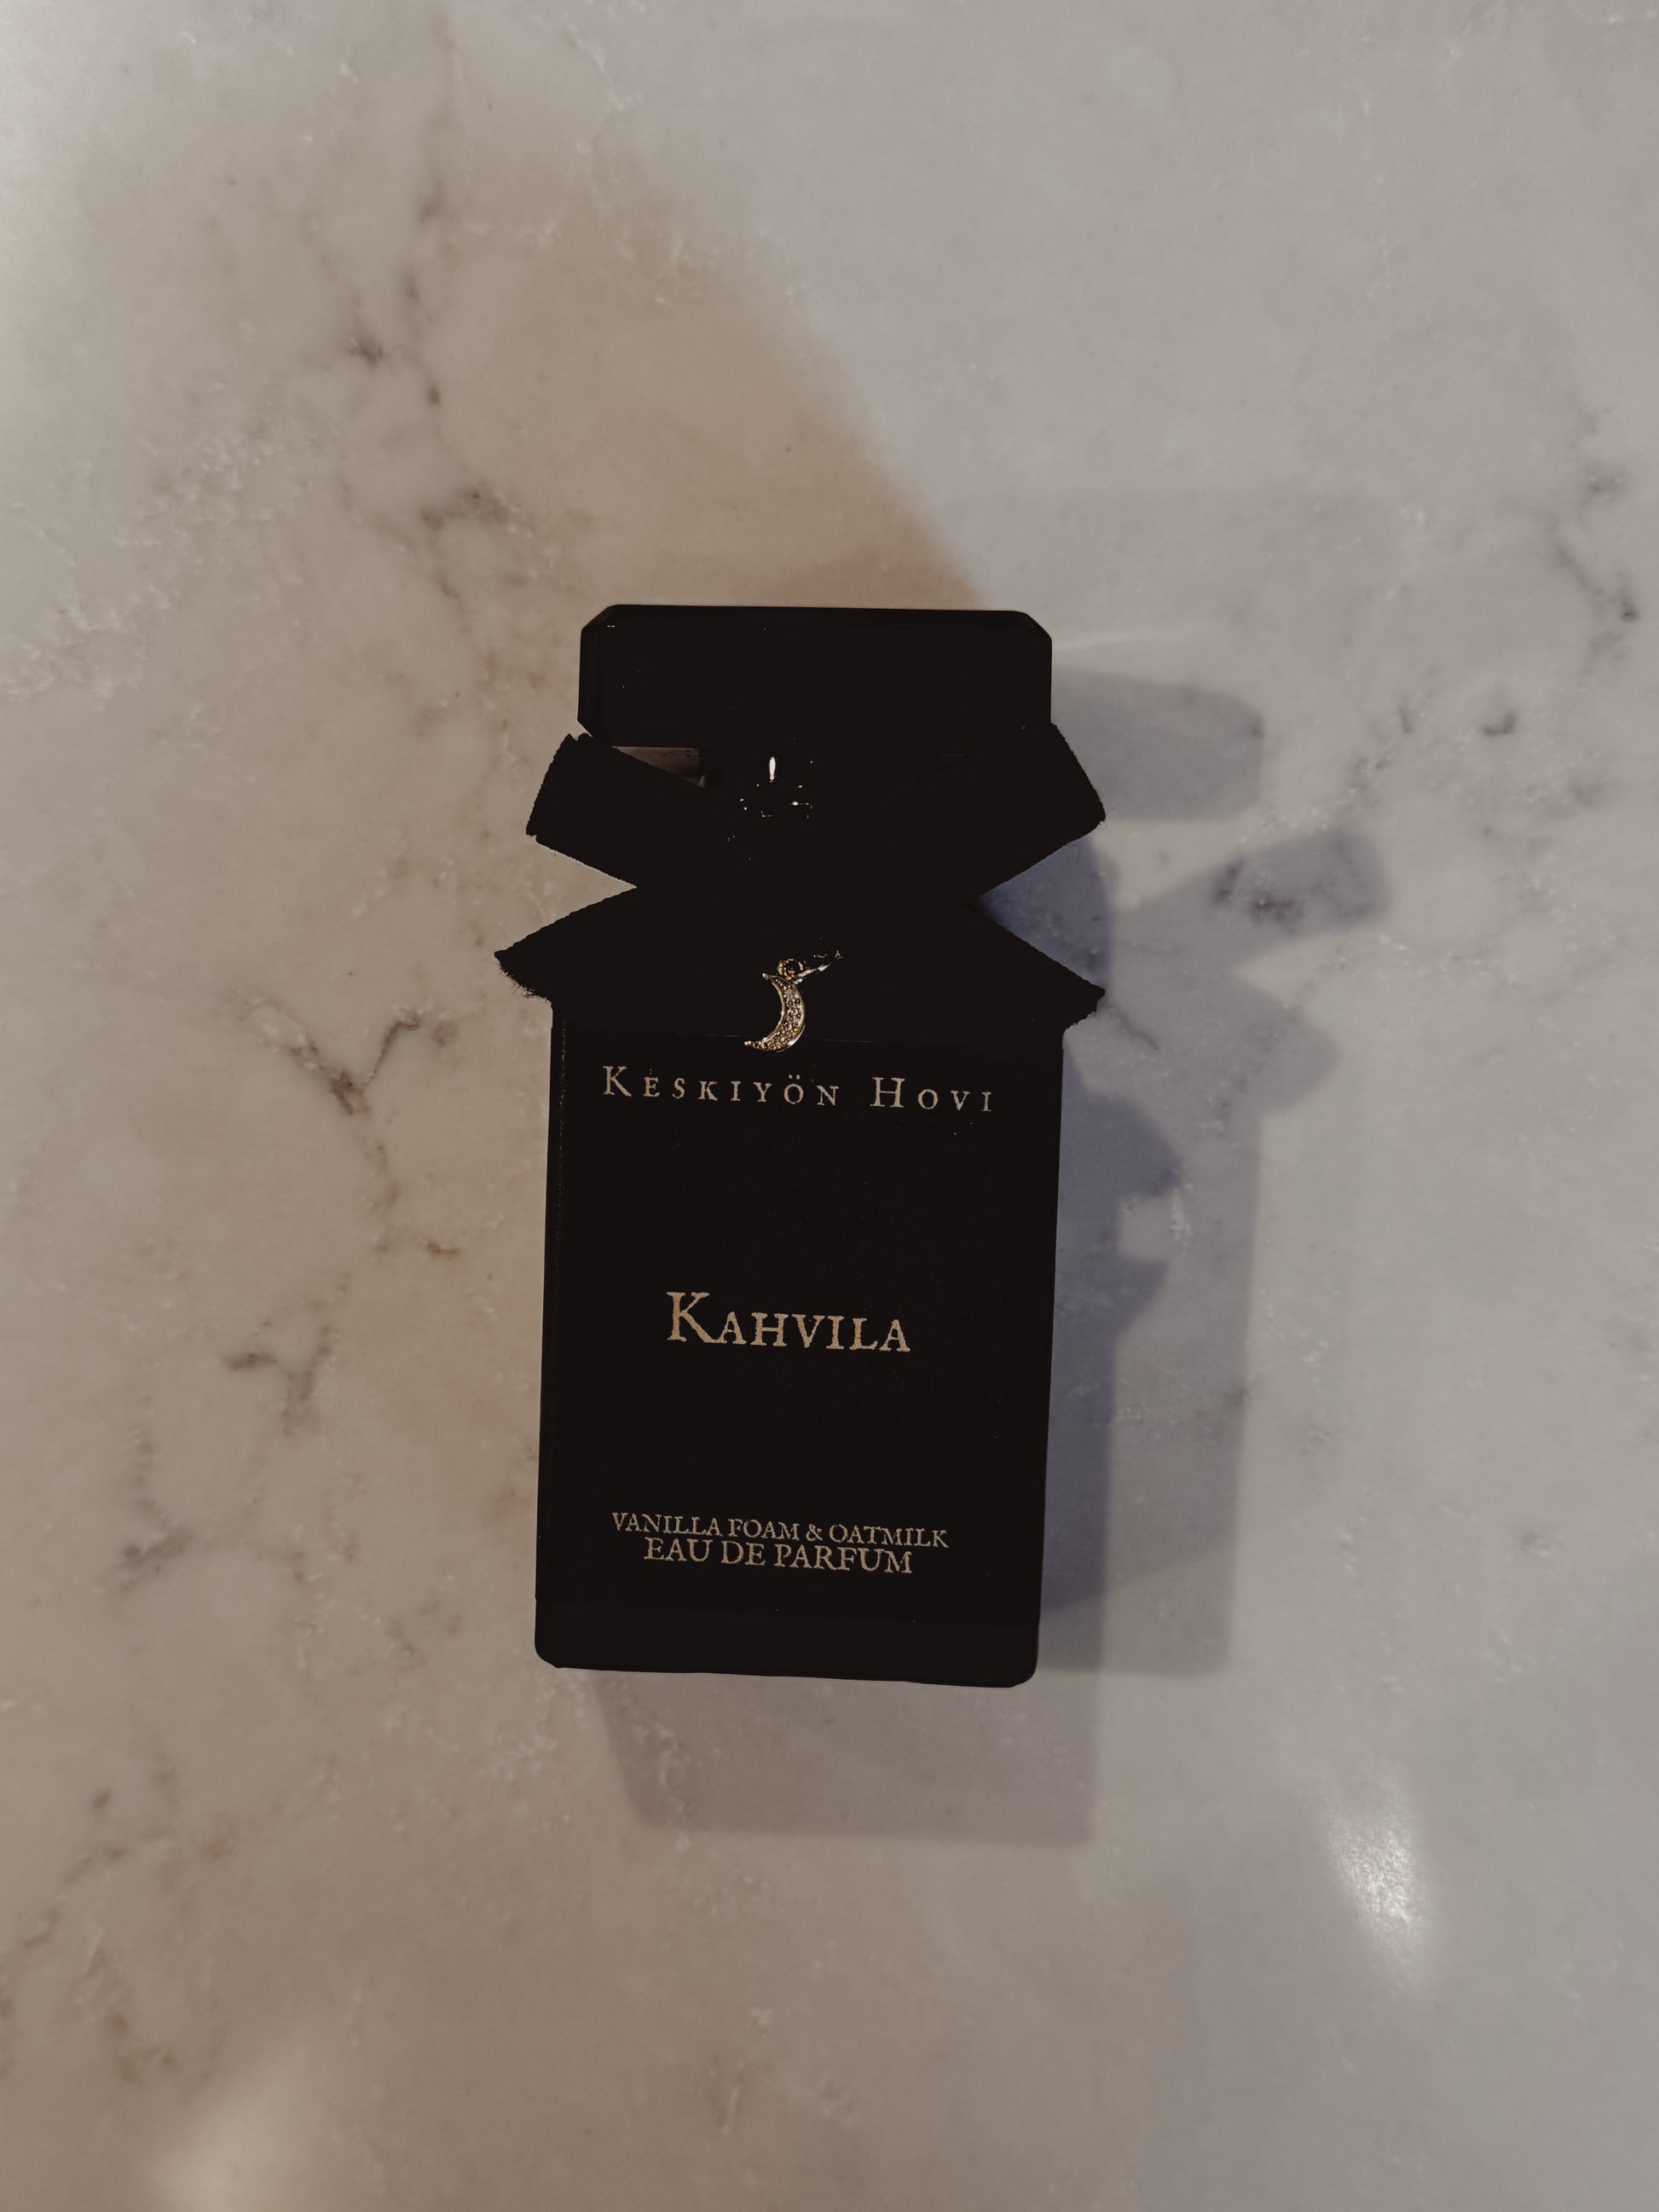 Keskiyön Hovi
Kahvila
VANILLA FOAM & OATMILK
EAU DE PARFUM